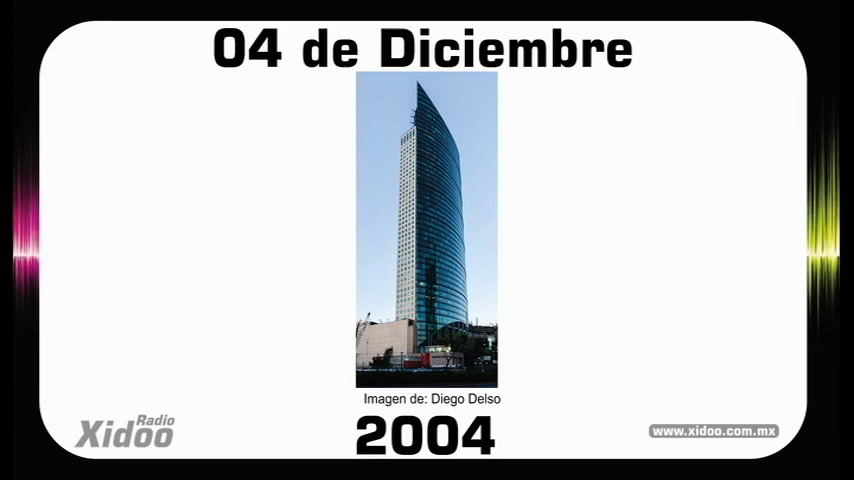 04 de Diciembre
Imagen de: Diego Delso
2004
Xidoo Radio
www.xidoo.com.mx